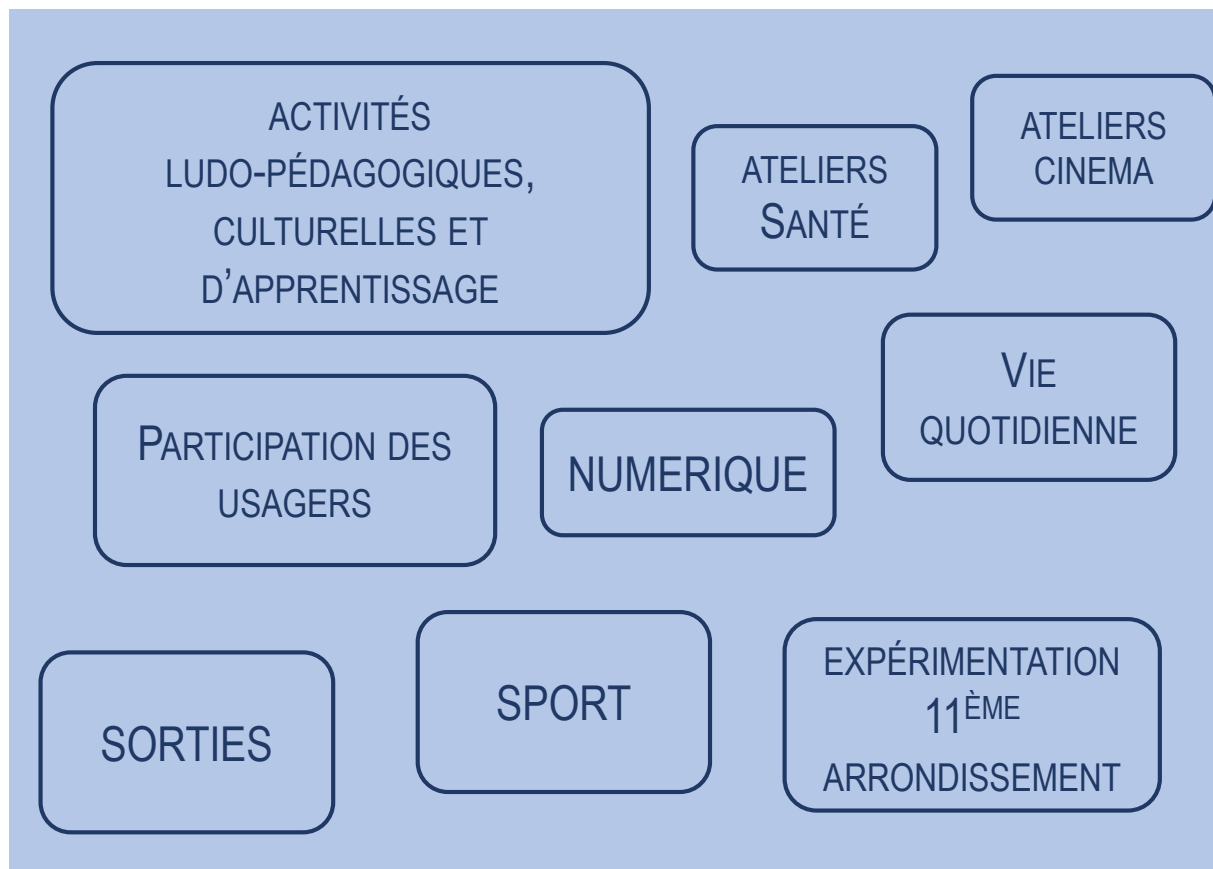 ACTIVITÉS
LUDO-PÉDAGOGIQUES,
CULTURELLES ET
D'APPRENTISSAGE
ATELIERS
SANTÉ
ATELIERS
CINEMA
VIE
QUOTIDIENNE
PARTICIPATION DES
USAGERS
NUMERIQUE
SORTIES
SPORT
EXPÉRIMENTATION
11ÈME
ARRONDISSEMENT